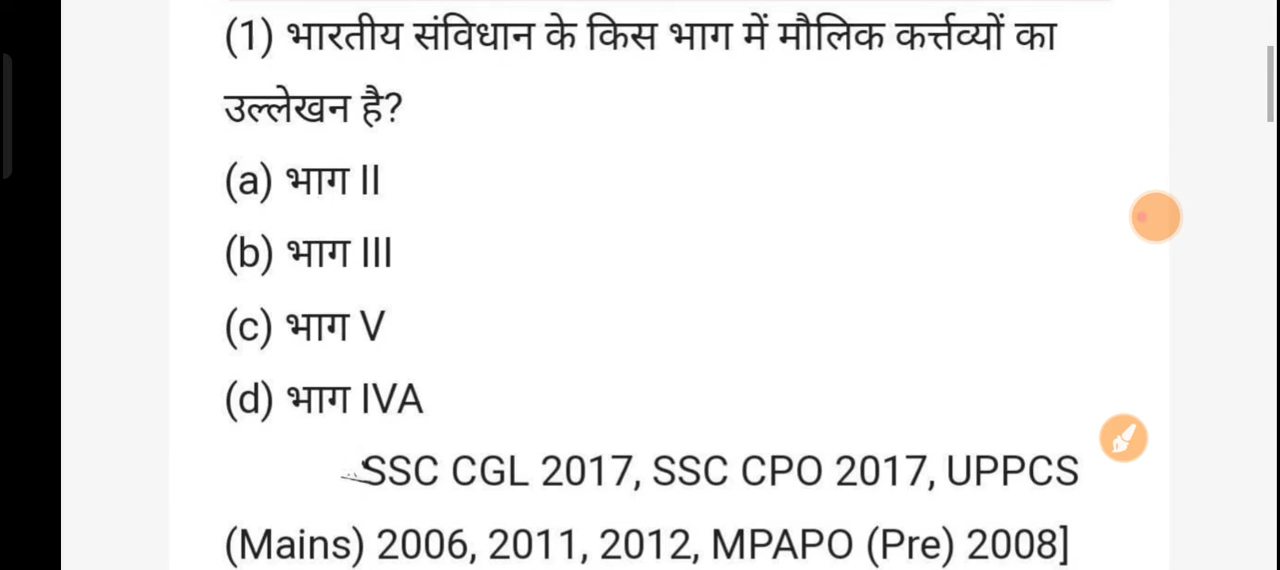 (1) भारतीय संविधान के किस भाग में मौलिक कर्त्तव्यों का
उल्लेखन है?
(a) भाग II
(b) भाग III
(c) भाग V
(d) भाग IVA
SSC CGL 2017, SSC CPO 2017, UPPCS
(Mains) 2006, 2011, 2012, MPAPO (Pre) 2008]